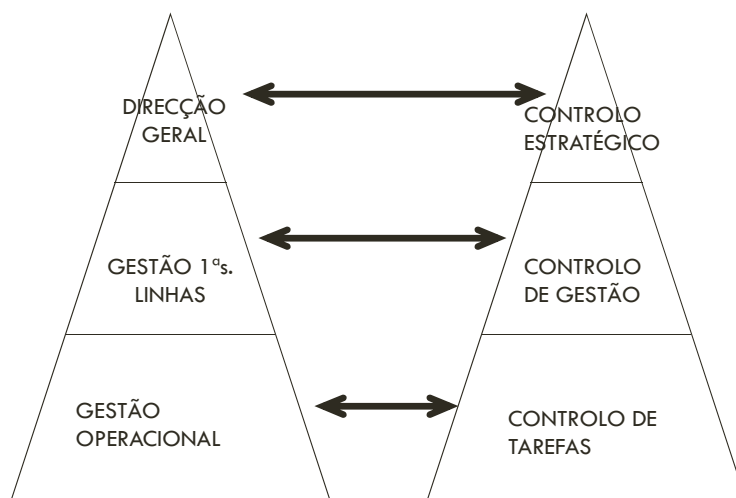 DIRECÇÃO
GERAL
CONTROLO
ESTRATÉGICO
GESTÃO 1ªs.
LINHAS
CONTROLO
DE GESTÃO
GESTÃO
OPERACIONAL
CONTROLO DE
TAREFAS